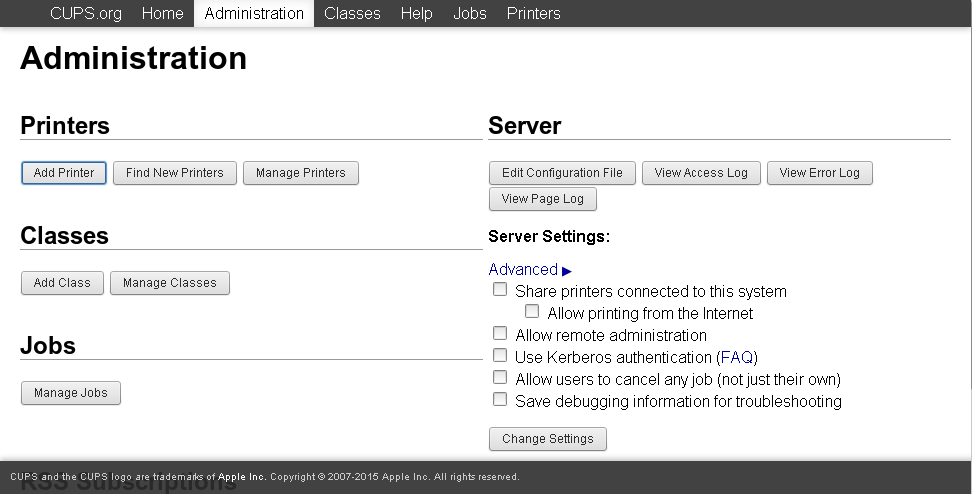 CUPS.org Home Administration Classes Help Jobs Printers
Administration
Printers
Add Printer Find New Printers Manage Printers
Classes
Add Class Manage Classes
Jobs
Manage Jobs
Server
Edit Configuration File View Access Log View Error Log
View Page Log
Server Settings:
Advanced ▶
Share printers connected to this system
Allow printing from the Internet
Allow remote administration
Use Kerberos authentication (FAQ)
Allow users to cancel any job (not just their own)
Save debugging information for troubleshooting
Change Settings
RSS Subscriptions
CUPS and the CUPS logo are trademarks of Apple Inc. Copyright © 2007-2015 Apple Inc. All rights reserved.